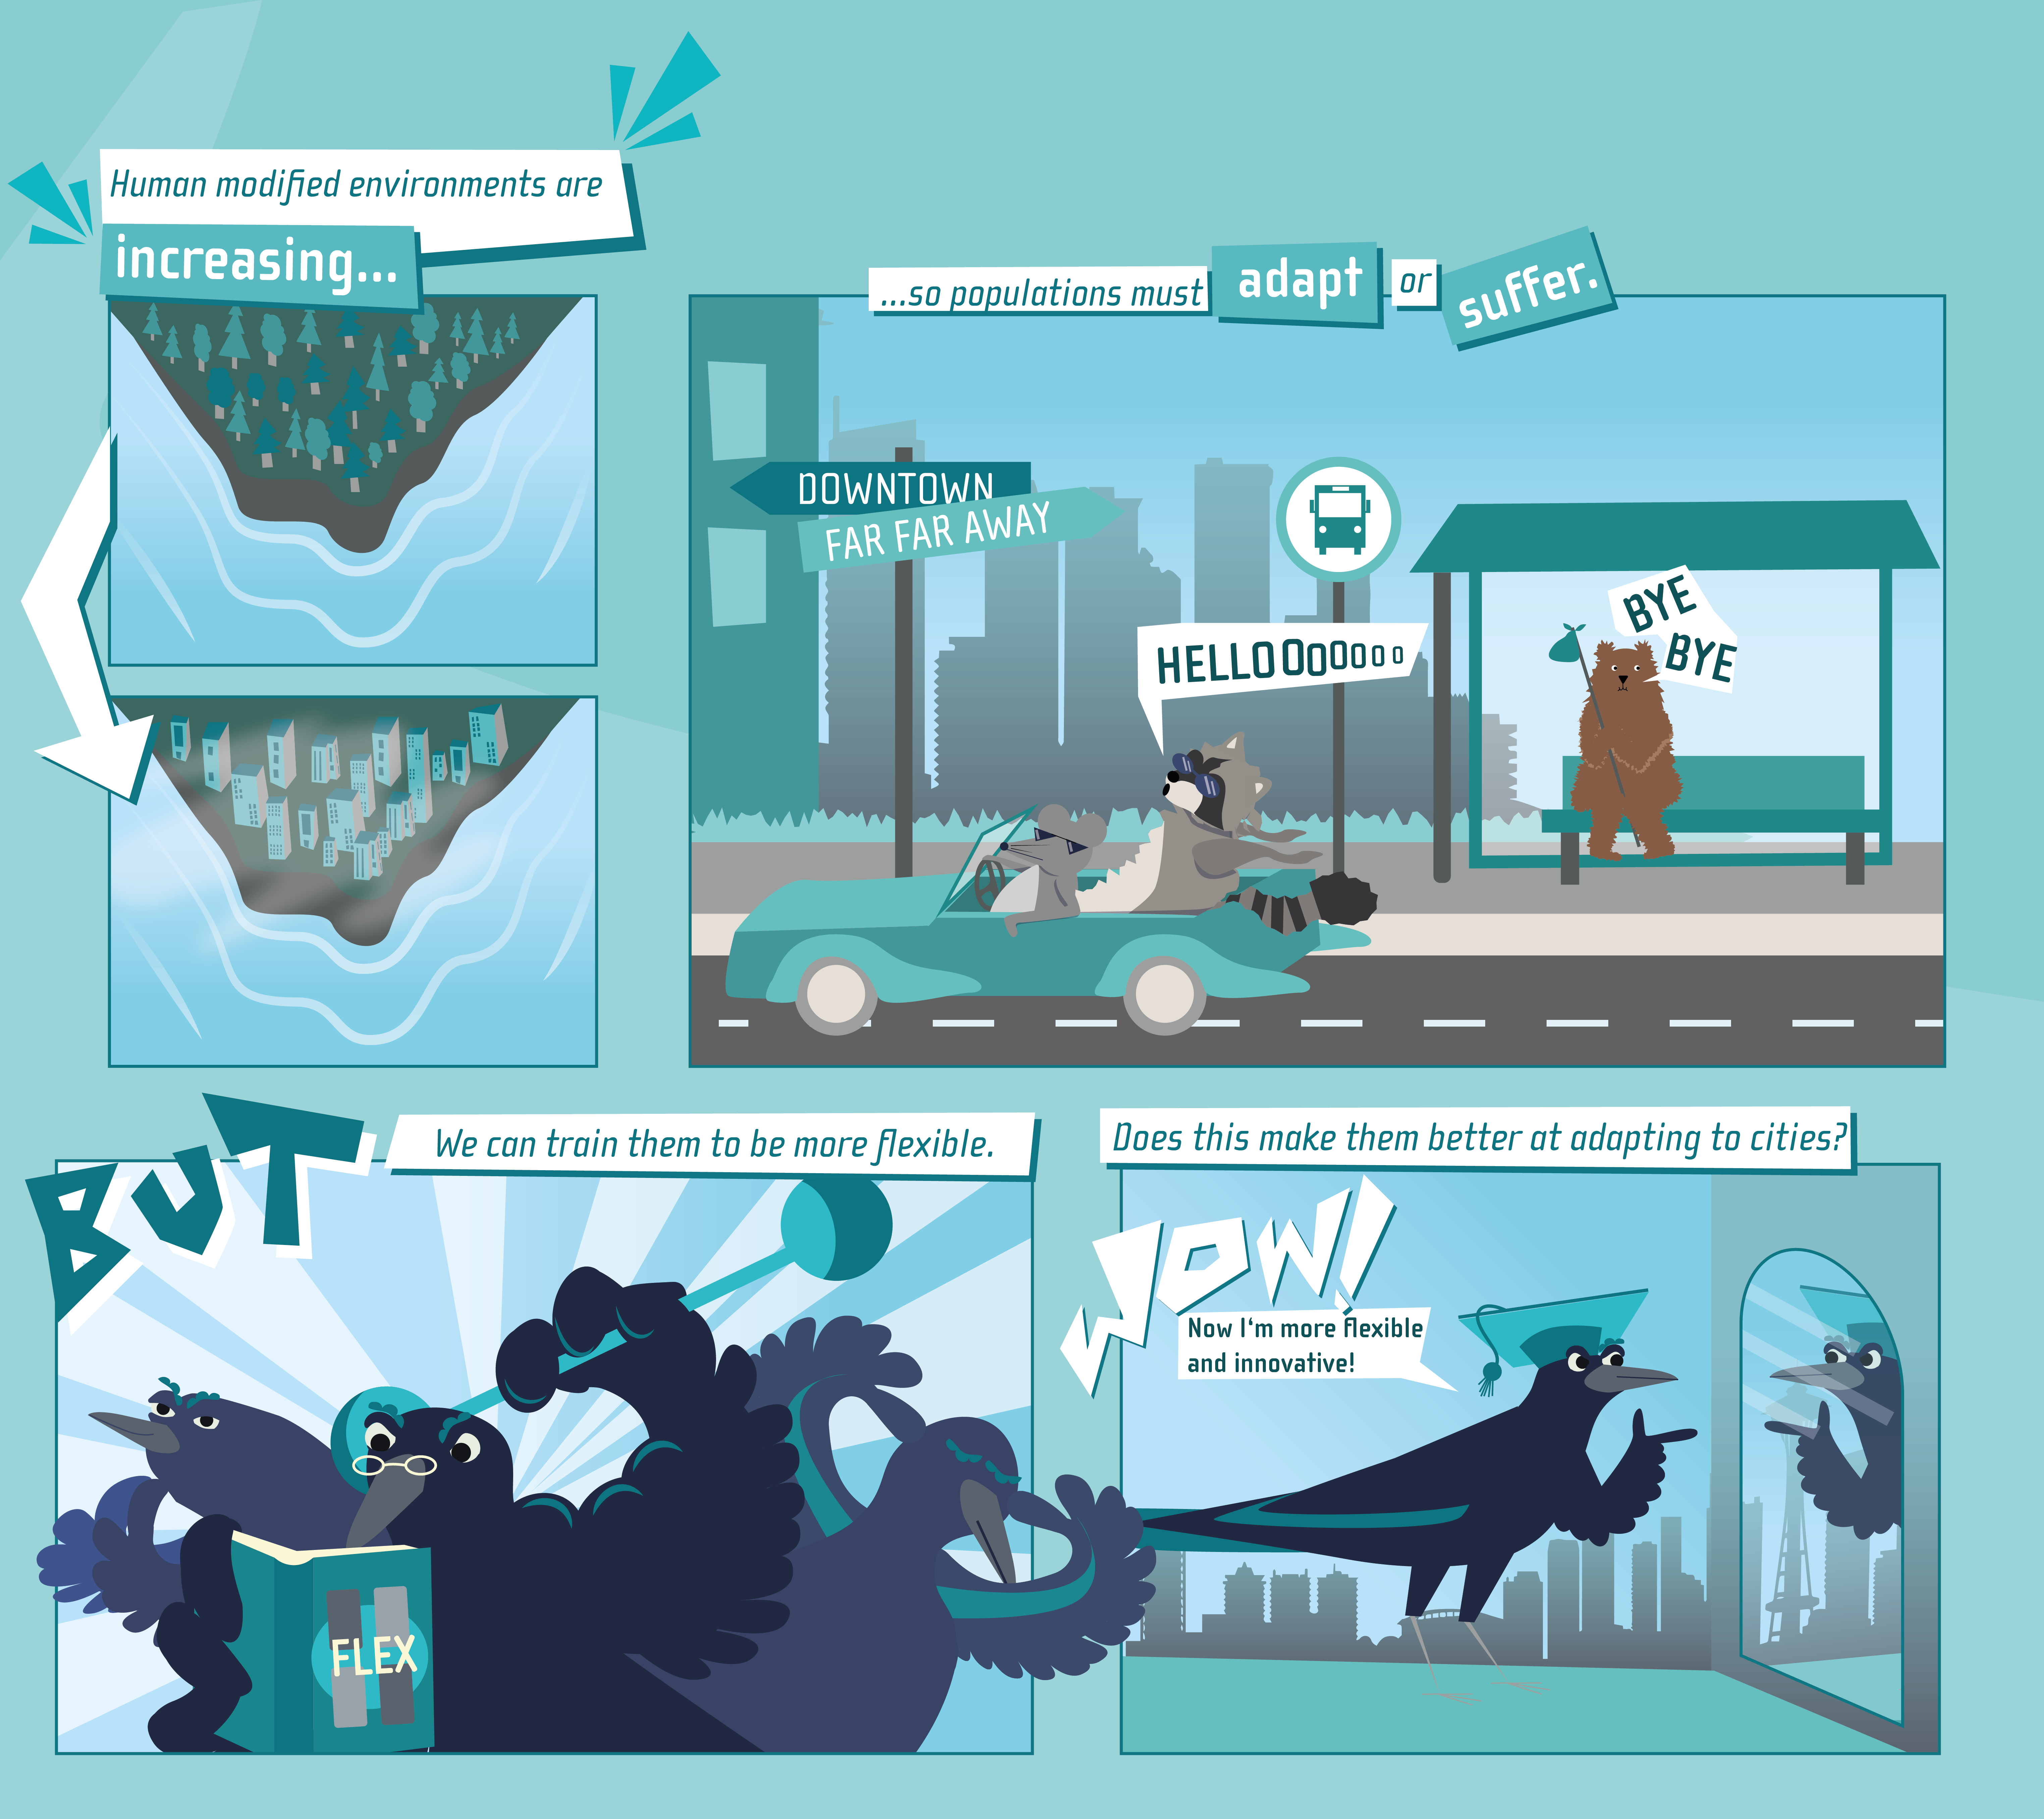 Human modified environments are
increasing...
...so populations must adapt or suffer.
DOWNTOWN
FAR FAR AWAY
HELLOOOOOOO
BYE
BYE
BUT
We can train them to be more flexible.
FLEX
Does this make them better at adapting to cities?
WOW!
Now I'm more flexible
and innovative!